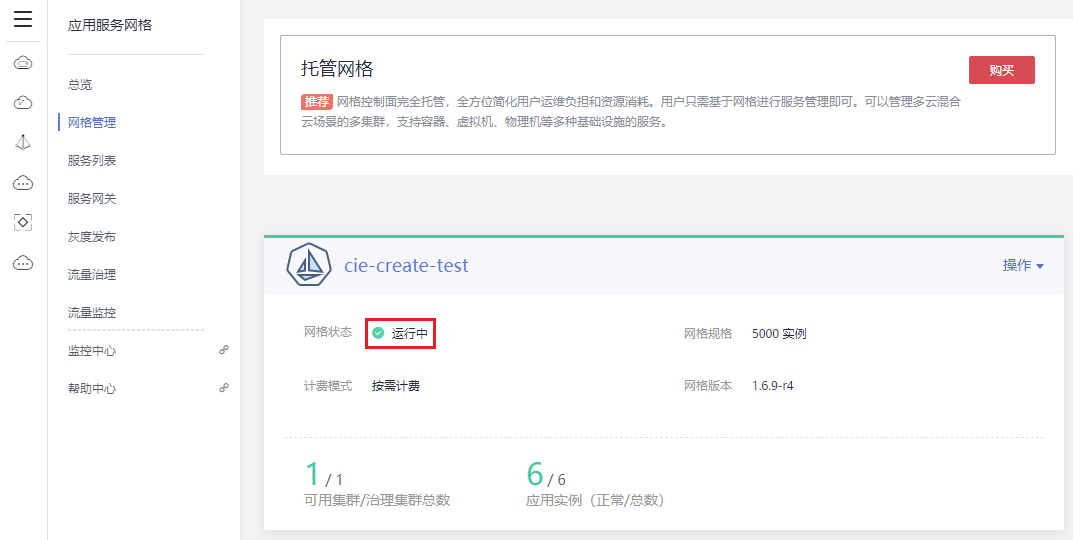 应用服务网格
总览
网格管理
服务列表
服务网关
灰度发布
流量治理
流量监控
监控中心
帮助中心
托管网格
购买
推荐 网格控制面完全托管，全方位简化用户运维负担和资源消耗。用户只需基于网格进行服务管理即可。可以管理多云混合
云场景的多集群，支持容器、虚拟机、物理机等多种基础设施的服务。
cie-create-test
操作
网格状态 运行中 网格规格 5000 实例
计费模式 按需计费 网格版本 1.6.9-r4
1 / 1 6 / 6
可用集群/治理集群总数 应用实例（正常/总数）